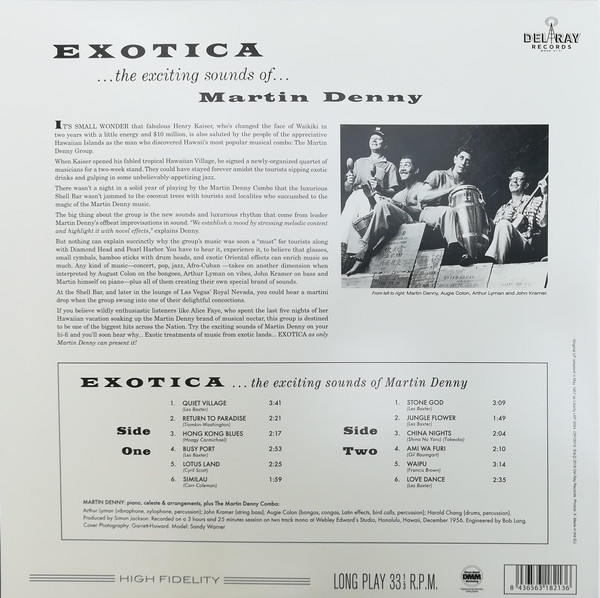 EXOTICA
...the exciting sounds of...
Martin Denny
DEL RAY
RECORDS
IT'S SMALL WONDER that fabulous Henry Kaiser, who's changed the face of Waikiki in
two years with a little energy and $10 million, is also saluted by the people of the appreciative
Hawaiian Islands as the man who discovered Hawaii's most popular musical combo: The Martin
Denny Group.
When Kaiser opened his fabled tropical Hawaiian Village, he signed a newly-organized quartet of
musicians for a two-week stand. They could have stayed forever amidst the tourists sipping exotic
drinks and gulping in some unbelievably-appetizing jazz.
There wasn't a night in a solid year of playing by the Martin Denny Combo that the luxurious
Shell Bar wasn't jammed to the coconut trees with tourists and localites who succumbed to the
magic of the Martin Denny music.
The big thing about the group is the new sounds and luxurious rhythm that come from leader
Martin Denny's offbeat improvisations in sound. "We establish a mood by stressing melodic content
and highlight it with novel effects," explains Denny.
But nothing can explain succinctly why the group's music was soon a "must" for tourists along
with Diamond Head and Pearl Harbor. You have to hear it, experience it, to believe that glasses,
small cymbals, bamboo sticks with drum heads, and exotic Oriental effects can enrich music so
much. Any kind of music—concert, pop, jazz, Afro-Cuban —takes on another dimension when
interpreted by August Colon on the bongoes, Arthur Lyman on vibes, John Kramer on bass and
Martin himself on piano—plus all of them creating their own special brand of sounds.
At the Shell Bar, and later in the lounge of Las Vegas' Royal Nevada, you could hear a martini
drop when the group swung into one of their delightful concoctions.
If you believe wildly enthusiastic listeners like Alice Faye, who spent the last five nights of her
Hawaiian vacation soaking up the Martin Denny brand of musical nectar, this group is destined
to be one of the biggest hits across the Nation. Try the exciting sounds of Martin Denny on your
hi-fi and you'll soon hear why... Exotic treatments of music from exotic lands... EXOTICA as only
Martin Denny can present it!
From left to right: Martin Denny, Augie Colon, Arthur Lyman and John Kramer.
EXOTICA ...the exciting sounds of Martin Denny
Side
One
1. QUIET VILLAGE 3:41
(Les Baxter)
2. RETURN TO PARADISE 2:21
(Tiomkin-Washington)
3. HONG KONG BLUES 2:17
(Hoagy Carmichael)
4. BUSY PORT 2:53
(Les Baxter)
5. LOTUS LAND 2:25
(Cyril Scott)
6. SIMILAU 1:59
(Carr-Coleman)
Side
Two
1. STONE GOD 3:09
(Les Baxter)
2. JUNGLE FLOWER 1:49
(Les Baxter)
3. CHINA NIGHTS 2:04
(Shina No Yoru) (Takeoka)
4. AMI WA FURI 2:10
(Gil Baumgart)
5. WAIPU 3:14
(Francis Brown)
6. LOVE DANCE 2:35
(Les Baxter)
MARTIN DENNY: piano, celeste & arrangements, plus The Martin Denny Combo:
Arthur Lyman (vibraphone, xylophone, percussion); John Kramer (string bass); Augie Colon (bongos, congas, Latin effects, bird calls, percussion); Harold Chang (drums, percussion).
Produced by Simon Jackson. Recorded on a 3 hours and 25 minutes session on two track mono at Webley Edward's Studio, Honolulu, Hawaii, December 1956. Engineered by Bob Lang.
Cover Photography: Garrett-Howard. Model: Sandy Warner
HIGH FIDELITY
LONG PLAY 33 1/3 R.P.M.
DMM
8 436563 182136